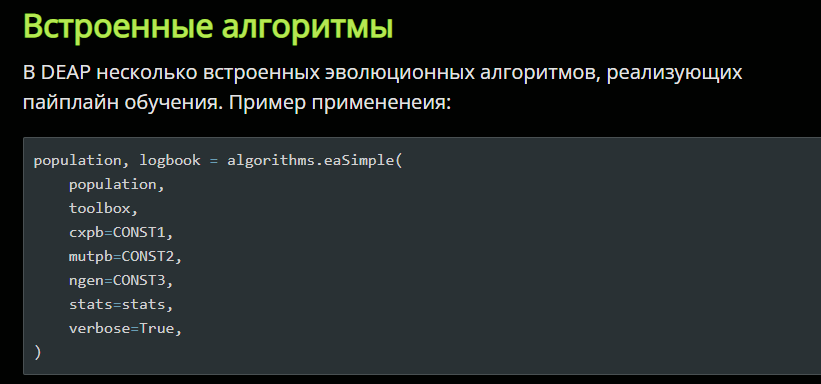 Встроенные алгоритмы
В DEAP несколько встроенных эволюционных алгоритмов, реализующих
пайплайн обучения. Пример примененеия:
population, logbook = algorithms.eaSimple(
    population,
    toolbox,
    cxpb=CONST1,
    mutpb=CONST2,
    ngen=CONST3,
    stats=stats,
    verbose=True,
)